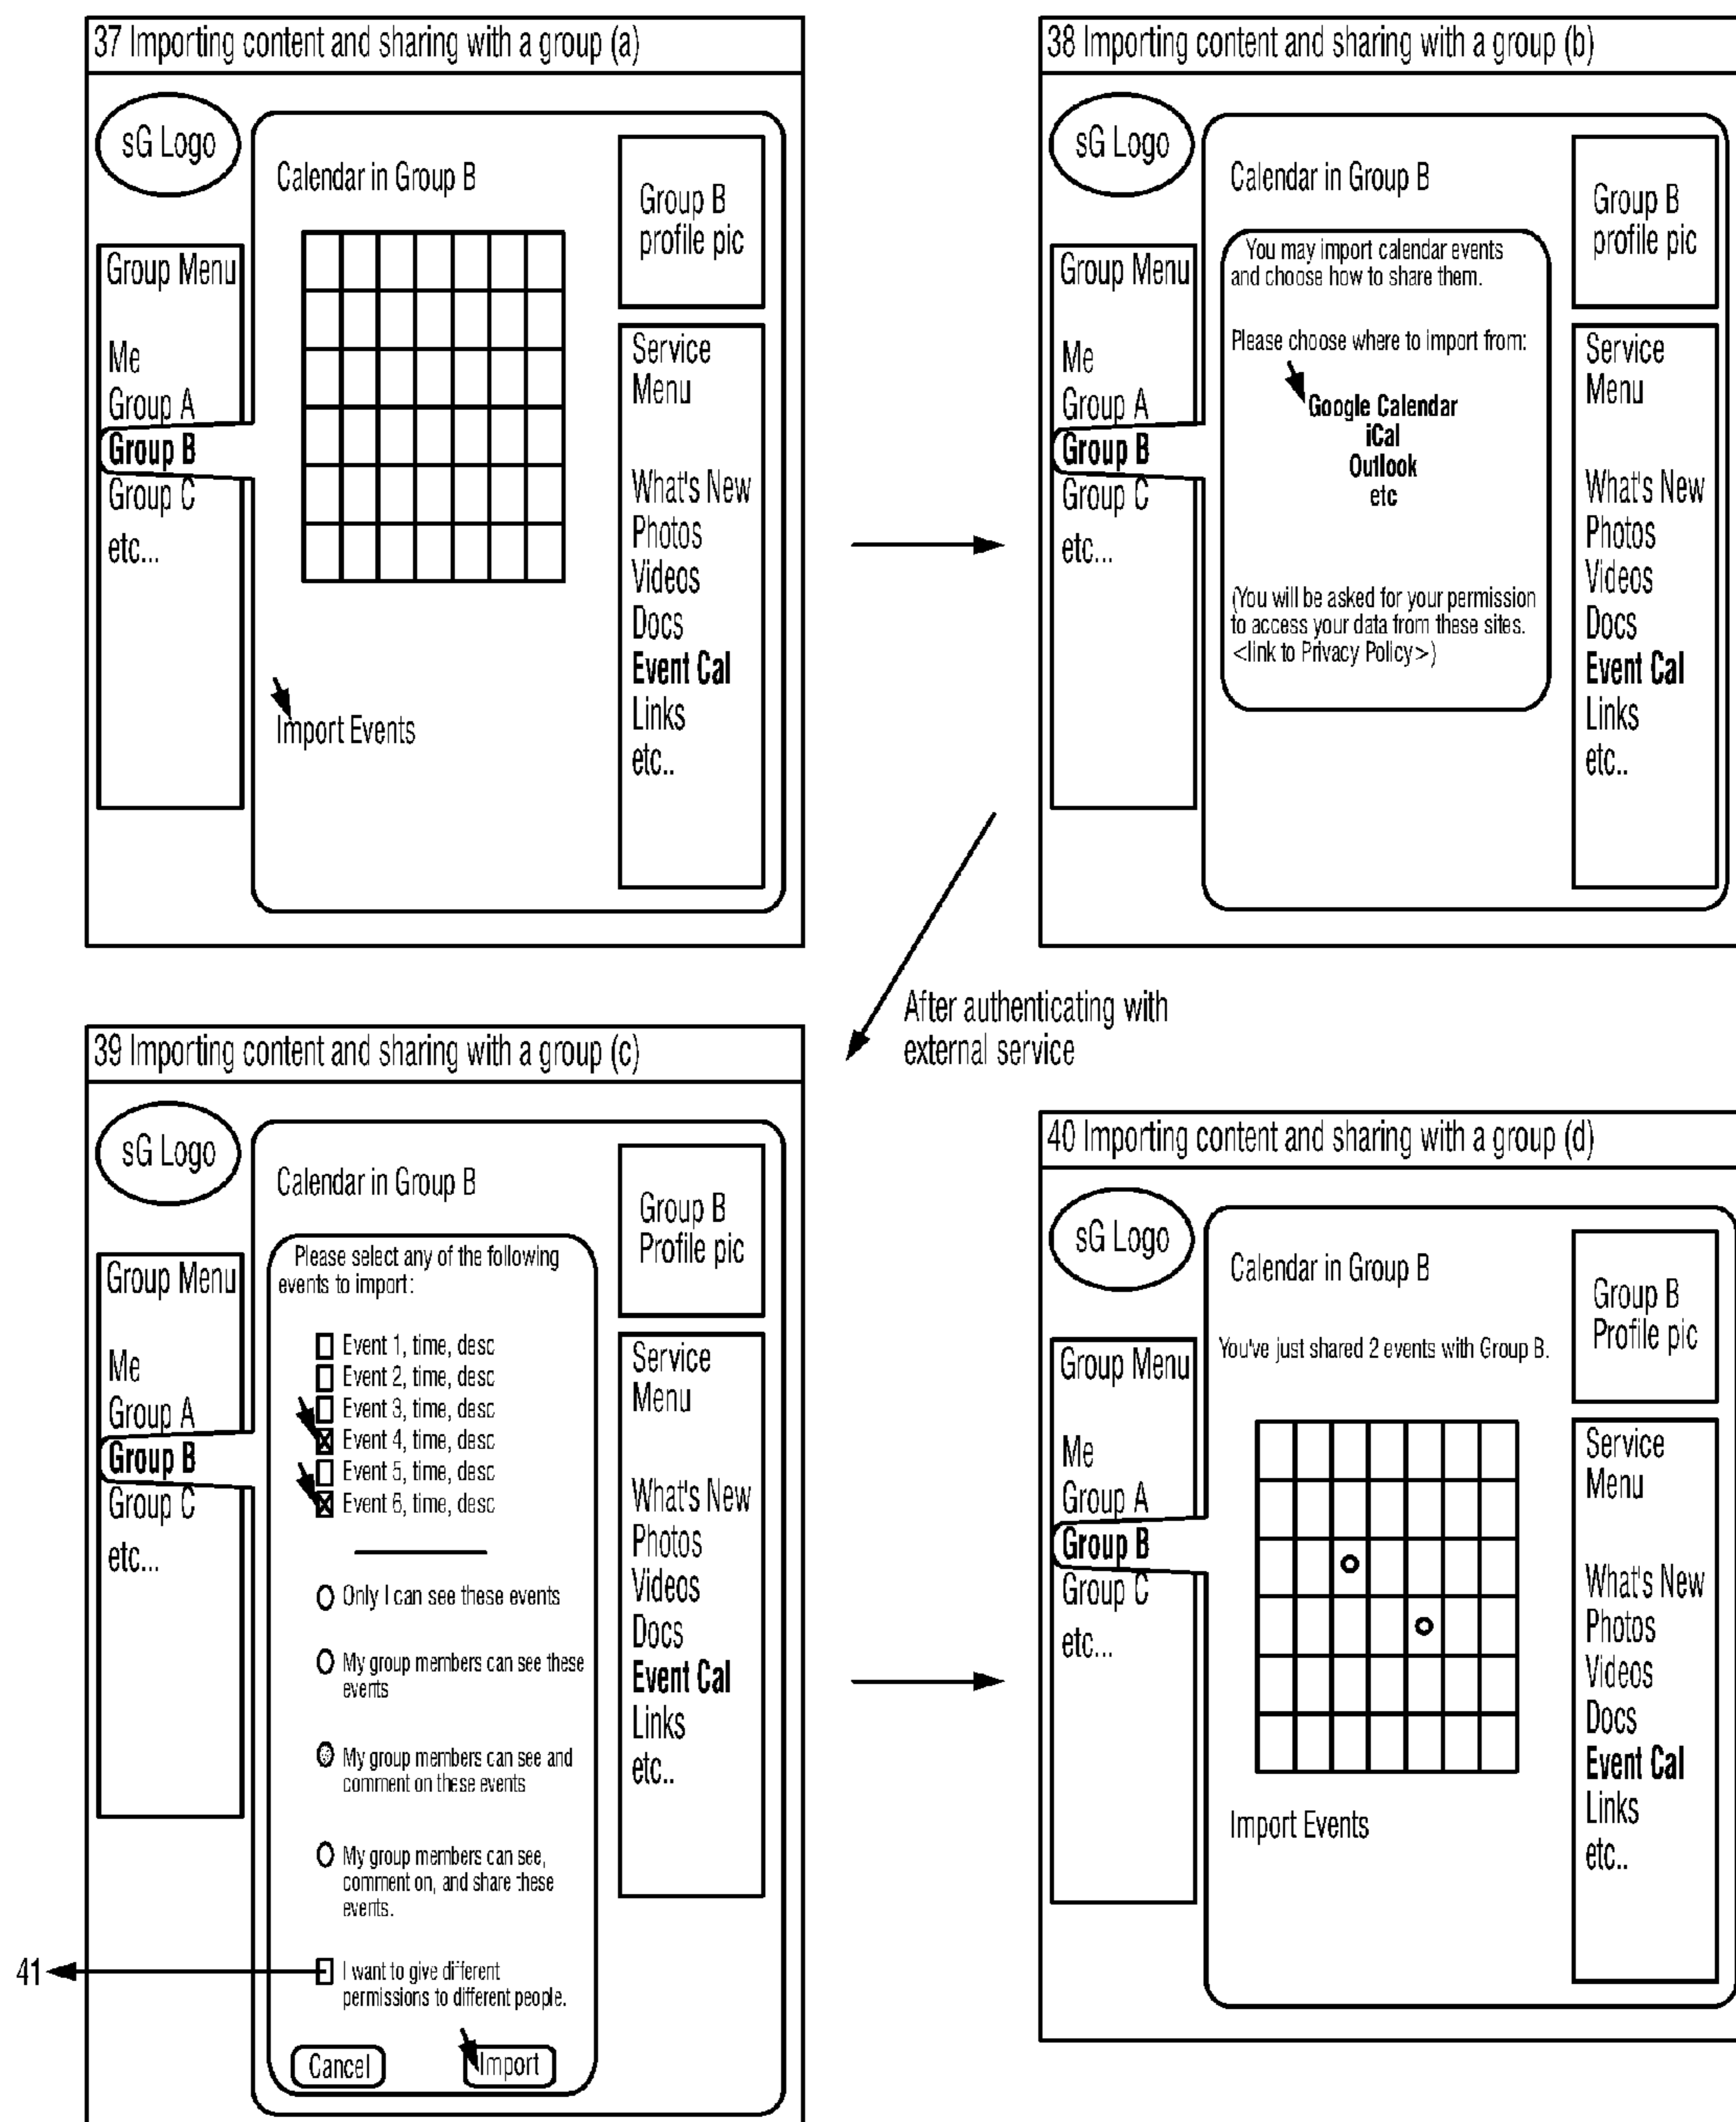 37 Importing content and sharing with a group (a)
sG Logo
Group Menu
Me
Group A
Group B
Group C
etc...
Calendar in Group B
Import Events
Group B
profile pic
Service
Menu
What's New
Photos
Videos
Docs
Event Cal
Links
etc..
38 Importing content and sharing with a group (b)
sG Logo
Group Menu
Me
Group A
Group B
Group C
etc...
Calendar in Group B
You may import calendar events
and choose how to share them.
Please choose where to import from:
Google Calendar
iCal
Outlook
etc
(You will be asked for your permission
to access your data from these sites.
<link to Privacy Policy>)
Group B
profile pic
Service
Menu
What's New
Photos
Videos
Docs
Event Cal
Links
etc..
After authenticating with
external service
39 Importing content and sharing with a group (c)
sG Logo
Group Menu
Me
Group A
Group B
Group C
etc...
Calendar in Group B
Please select any of the following
events to import:
Event 1, time, desc
Event 2, time, desc
Event 3, time, desc
Event 4, time, desc
Event 5, time, desc
Event 6, time, desc
Only I can see these events
My group members can see these
events
My group members can see and
comment on these events
My group members can see,
comment on, and share these
events.
41
I want to give different
permissions to different people.
Cancel
Import
Group B
Profile pic
Service
Menu
What's New
Photos
Videos
Docs
Event Cal
Links
etc..
40 Importing content and sharing with a group (d)
sG Logo
Group Menu
Me
Group A
Group B
Group C
etc...
Calendar in Group B
You've just shared 2 events with Group B.
Import Events
Group B
Profile pic
Service
Menu
What's New
Photos
Videos
Docs
Event Cal
Links
etc..